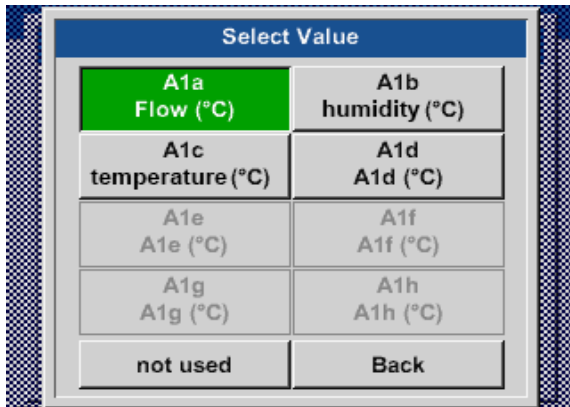 Select Value
A1a
Flow (°C)
A1b
humidity (°C)
A1c
temperature (°C)
A1d
A1d (°C)
A1e
A1e (°C)
A1f
A1f (°C)
A1g
A1g (°C)
A1h
A1h (°C)
not used
Back